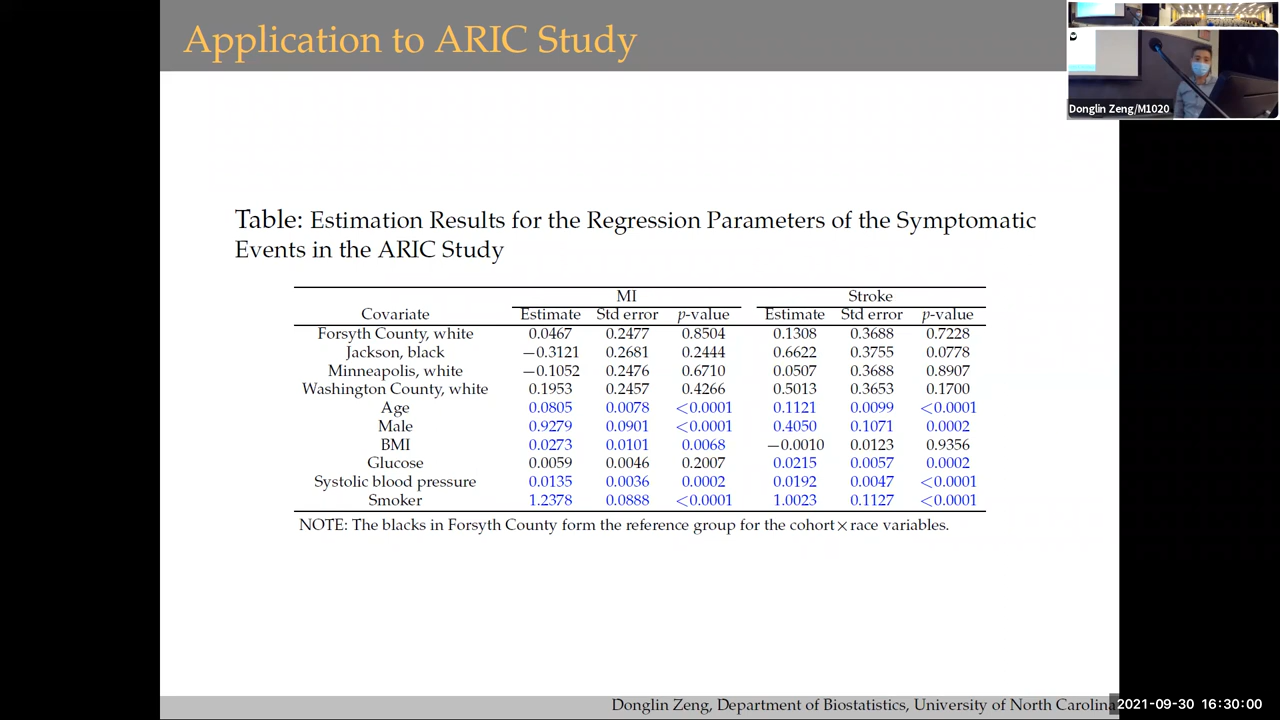 Application to ARIC Study
Donglin Zeng/M1020
Table: Estimation Results for the Regression Parameters of the Symptomatic
Events in the ARIC Study
MI Stroke
Covariate Estimate Std error p-value Estimate Std error p-value
Forsyth County, white 0.0467 0.2477 0.8504 0.1308 0.3688 0.7228
Jackson, black −0.3121 0.2681 0.2444 0.6622 0.3755 0.0778
Minneapolis, white −0.1052 0.2476 0.6710 0.0507 0.3688 0.8907
Washington County, white 0.1953 0.2457 0.4266 0.5013 0.3653 0.1700
Age 0.0805 0.0078 <0.0001 0.1121 0.0099 <0.0001
Male 0.9279 0.0901 <0.0001 0.4050 0.1071 0.0002
BMI 0.0273 0.0101 0.0068 −0.0010 0.0123 0.9356
Glucose 0.0059 0.0046 0.2007 0.0215 0.0057 0.0002
Systolic blood pressure 0.0135 0.0036 0.0002 0.0192 0.0047 <0.0001
Smoker 1.2378 0.0888 <0.0001 1.0023 0.1127 <0.0001
NOTE: The blacks in Forsyth County form the reference group for the cohort×race variables.
Donglin Zeng, Department of Biostatistics, University of North Carolina
2021-09-30 16:30:00